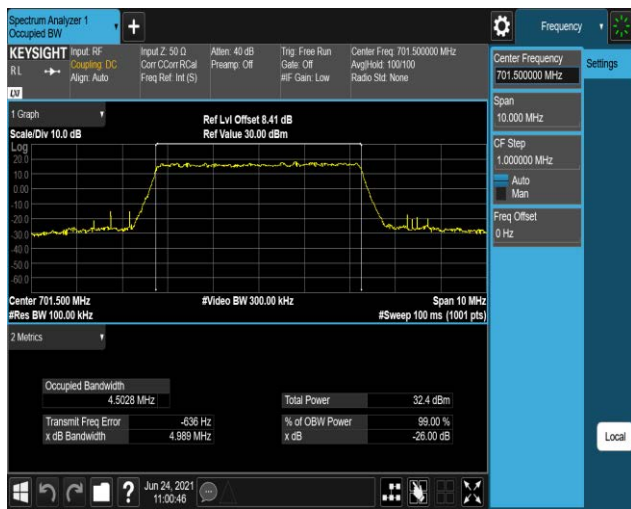 Spectrum Analyzer 1
Occupied BW
+
Frequency
KEYSIGHT
RL
Input: RF
Coupling: DC
Align: Auto
Input Z: 50 Ω
Corr CCorr RCal
Freq Ref: Int (S)
Atten: 40 dB
Preamp: Off
Trig: Free Run
Gate: Off
#IF Gain: Low
Center Freq: 701.500000 MHz
Avg|Hold: 100/100
Radio Std: None
LXI
Center Frequency
701.500000 MHz
Settings
Span
10.000 MHz
CF Step
1.000000 MHz
Auto
Man
Freq Offset
0 Hz
1 Graph
Scale/Div 10.0 dB
Ref Lvl Offset 8.41 dB
Ref Value 30.00 dBm
Log
20.0
10.0
0.00
-10.0
-20.0
-30.0
-40.0
-50.0
-60.0
Center 701.500 MHz
#Video BW 300.00 kHz
Span 10 MHz
#Res BW 100.00 kHz
#Sweep 100 ms (1001 pts)
2 Metrics
Occupied Bandwidth
4.5028 MHz
Total Power
32.4 dBm
Transmit Freq Error
-636 Hz
% of OBW Power
99.00 %
x dB Bandwidth
4.989 MHz
x dB
-26.00 dB
Local
?
Jun 24, 2021
11:00:46